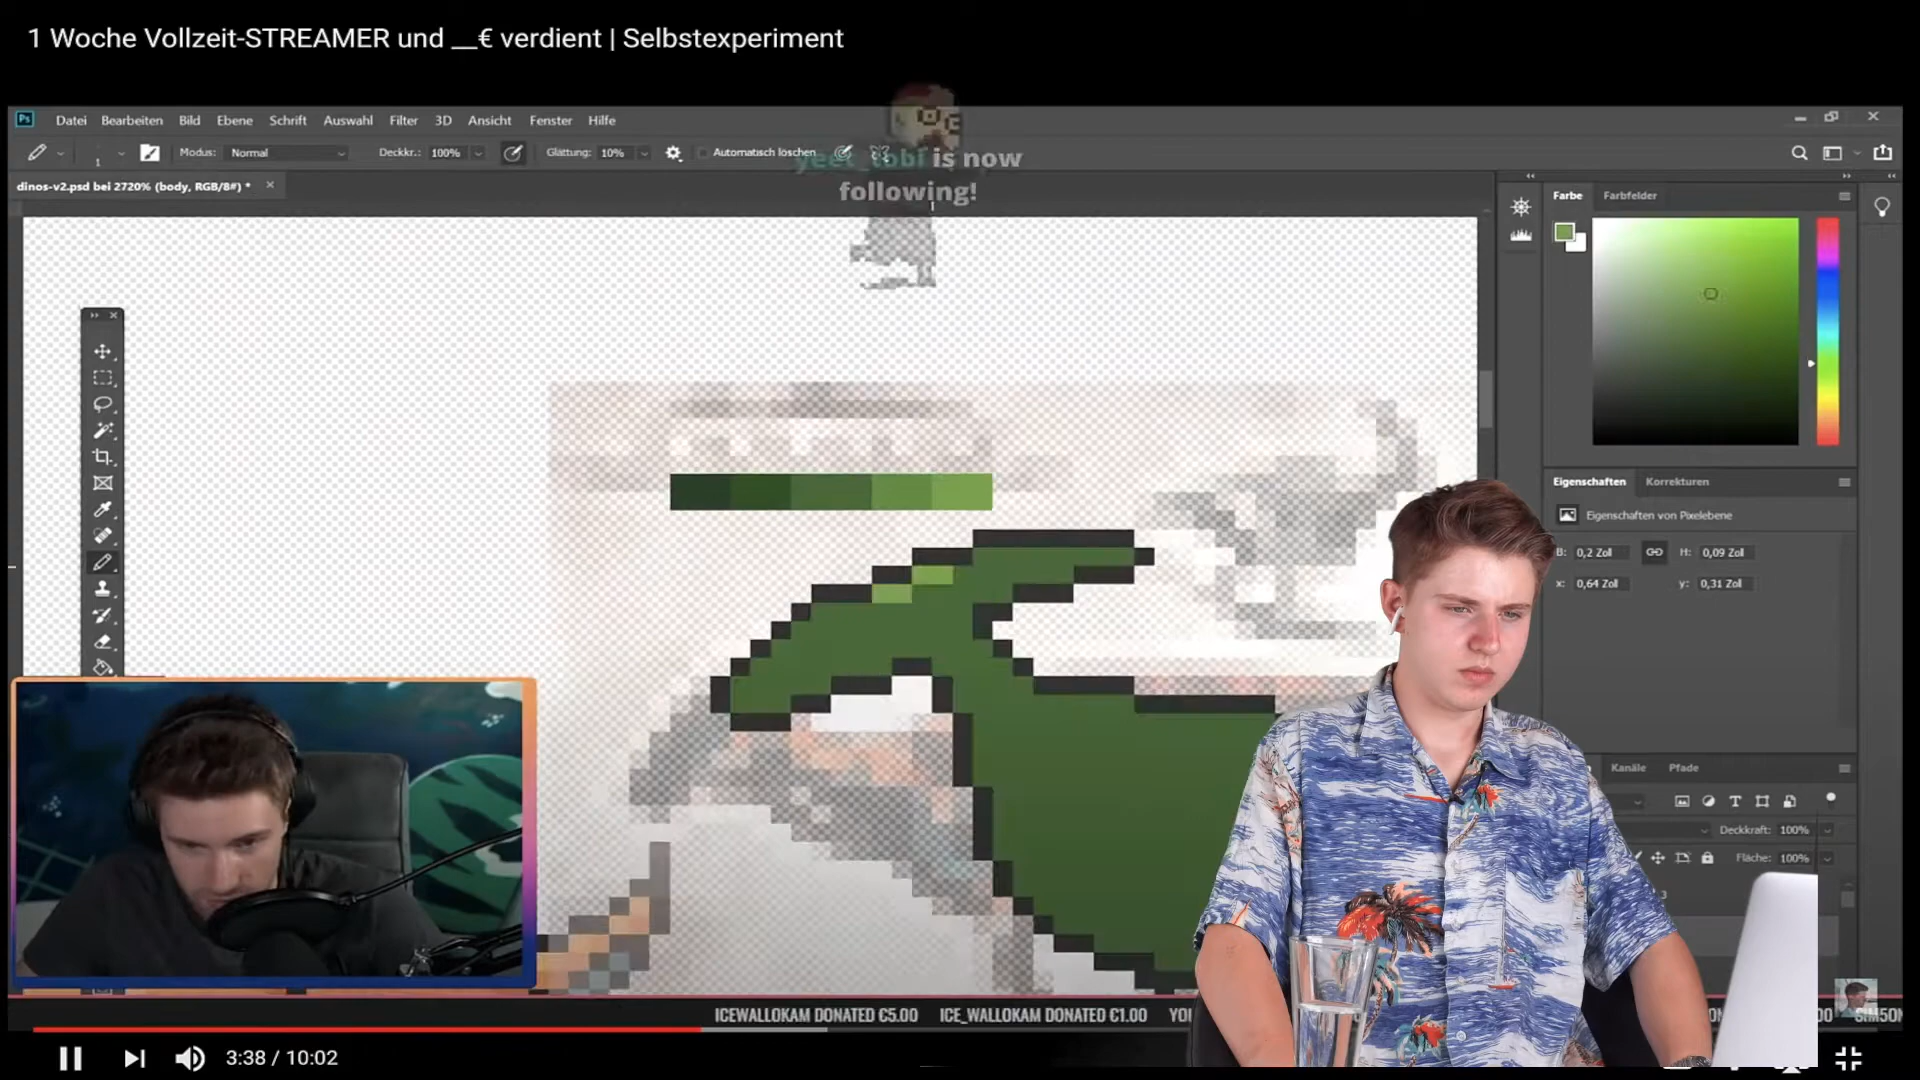 1 Woche Vollzeit-STREAMER und __€ verdient | Selbstexperiment
Ps Datei Bearbeiten Bild Ebene Schrift Auswahl Filter 3D Ansicht Fenster Hilfe
1 Modus: Normal Deckkr.: 100% Glättung: 10% Automatisch löschen
yeet_tobi is now
following!
dinos-v2.psd bei 2720% (body, RGB/8#) *
Farbe Farbfelder
Eigenschaften Korrekturen
Eigenschaften von Pixelebene
B: 0,2 Zoll H: 0,09 Zoll
x: 0,64 Zoll y: 0,31 Zoll
Kanäle Pfade
Deckkraft: 100%
Fläche: 100%
ICEWALLOKAM DONATED €5.00 ICE_WALLOKAM DONATED €1.00
3:38 / 10:02